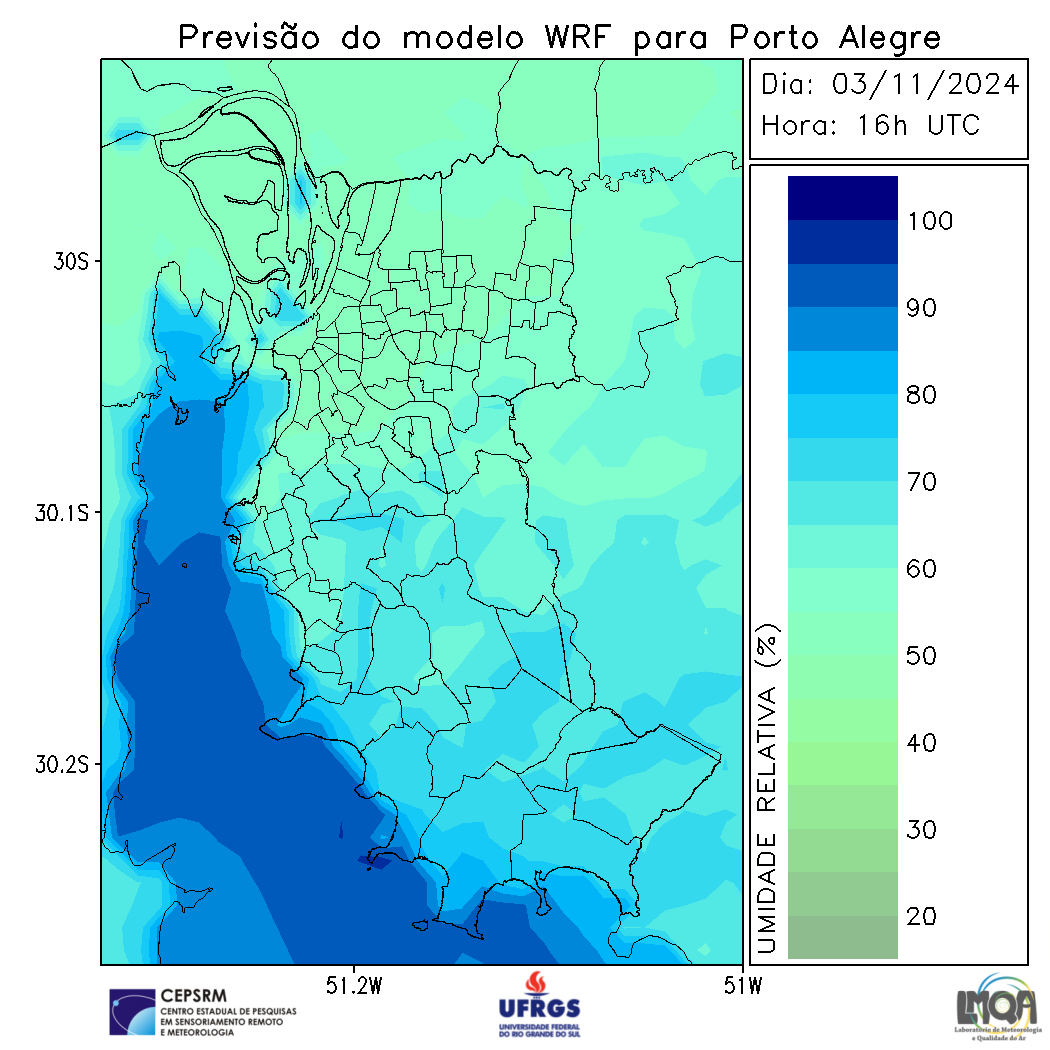 Previsão do modelo WRF para Porto Alegre
Dia: 03/11/2024
Hora: 16h UTC
100
90
80
70
60
50
40
30
20
UMIDADE RELATIVA (%)
30S
30.1S
30.2S
51.2W
51W
CEPSRM
CENTRO ESTADUAL DE PESQUISAS
EM SENSORIAMENTO REMOTO
E METEOROLOGIA
UFRGS
UNIVERSIDADE FEDERAL
DO RIO GRANDE DO SUL
LMQA
Laboratório de Meteorologia
e Qualidade do Ar